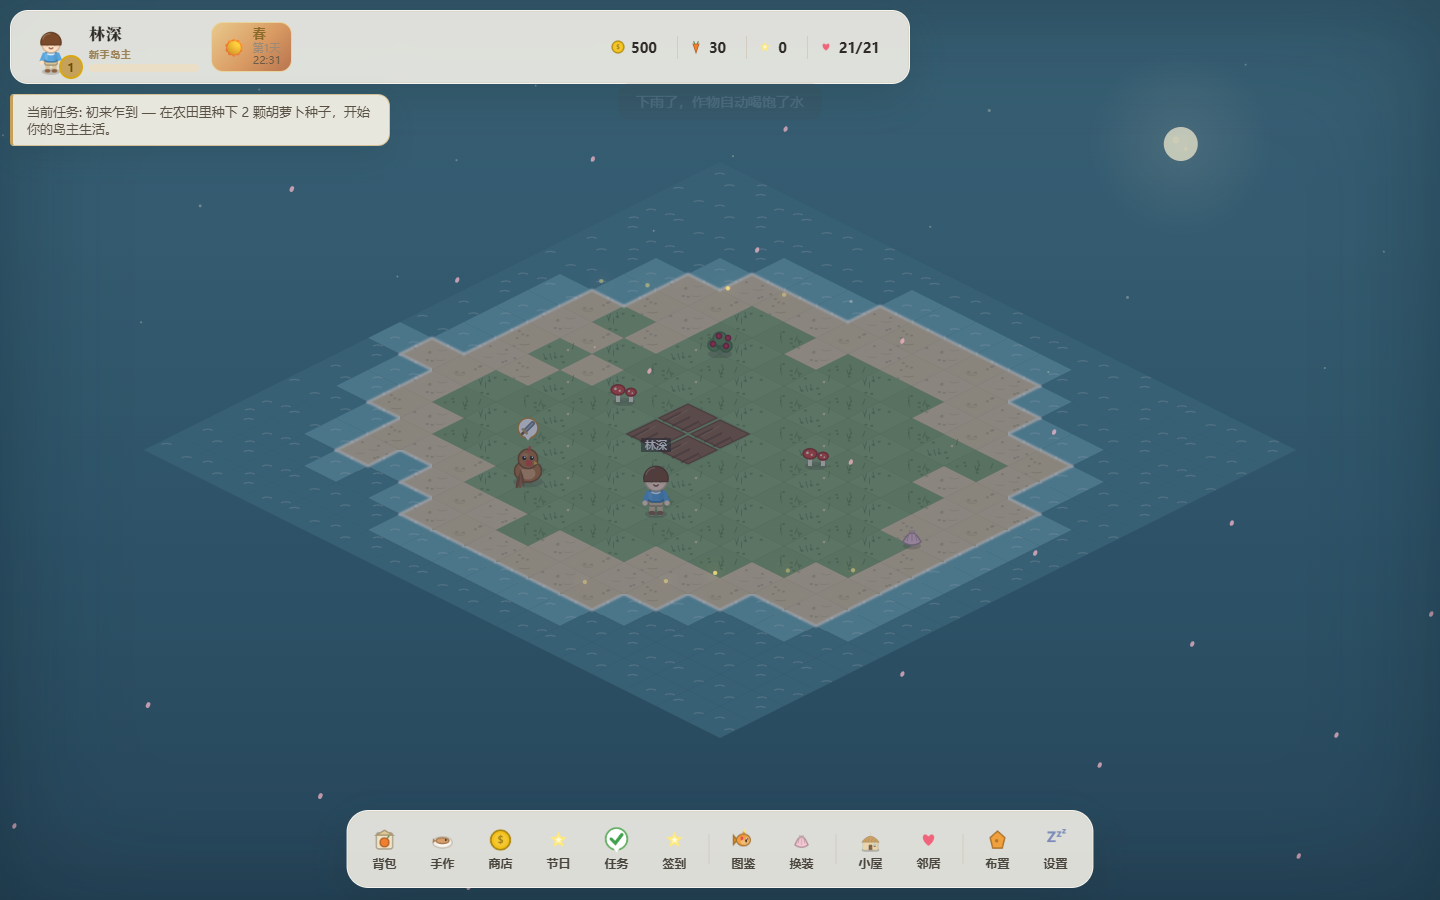 林深
新手岛主
1
春
第1天
22:31
500
30
0
21/21
下雨了，作物自动喝饱了水
当前任务: 初来乍到 — 在农田里种下 2 颗胡萝卜种子，开始
你的岛主生活。
林深
背包
手作
商店
节日
任务
签到
图鉴
换装
小屋
邻居
布置
设置
Zzz